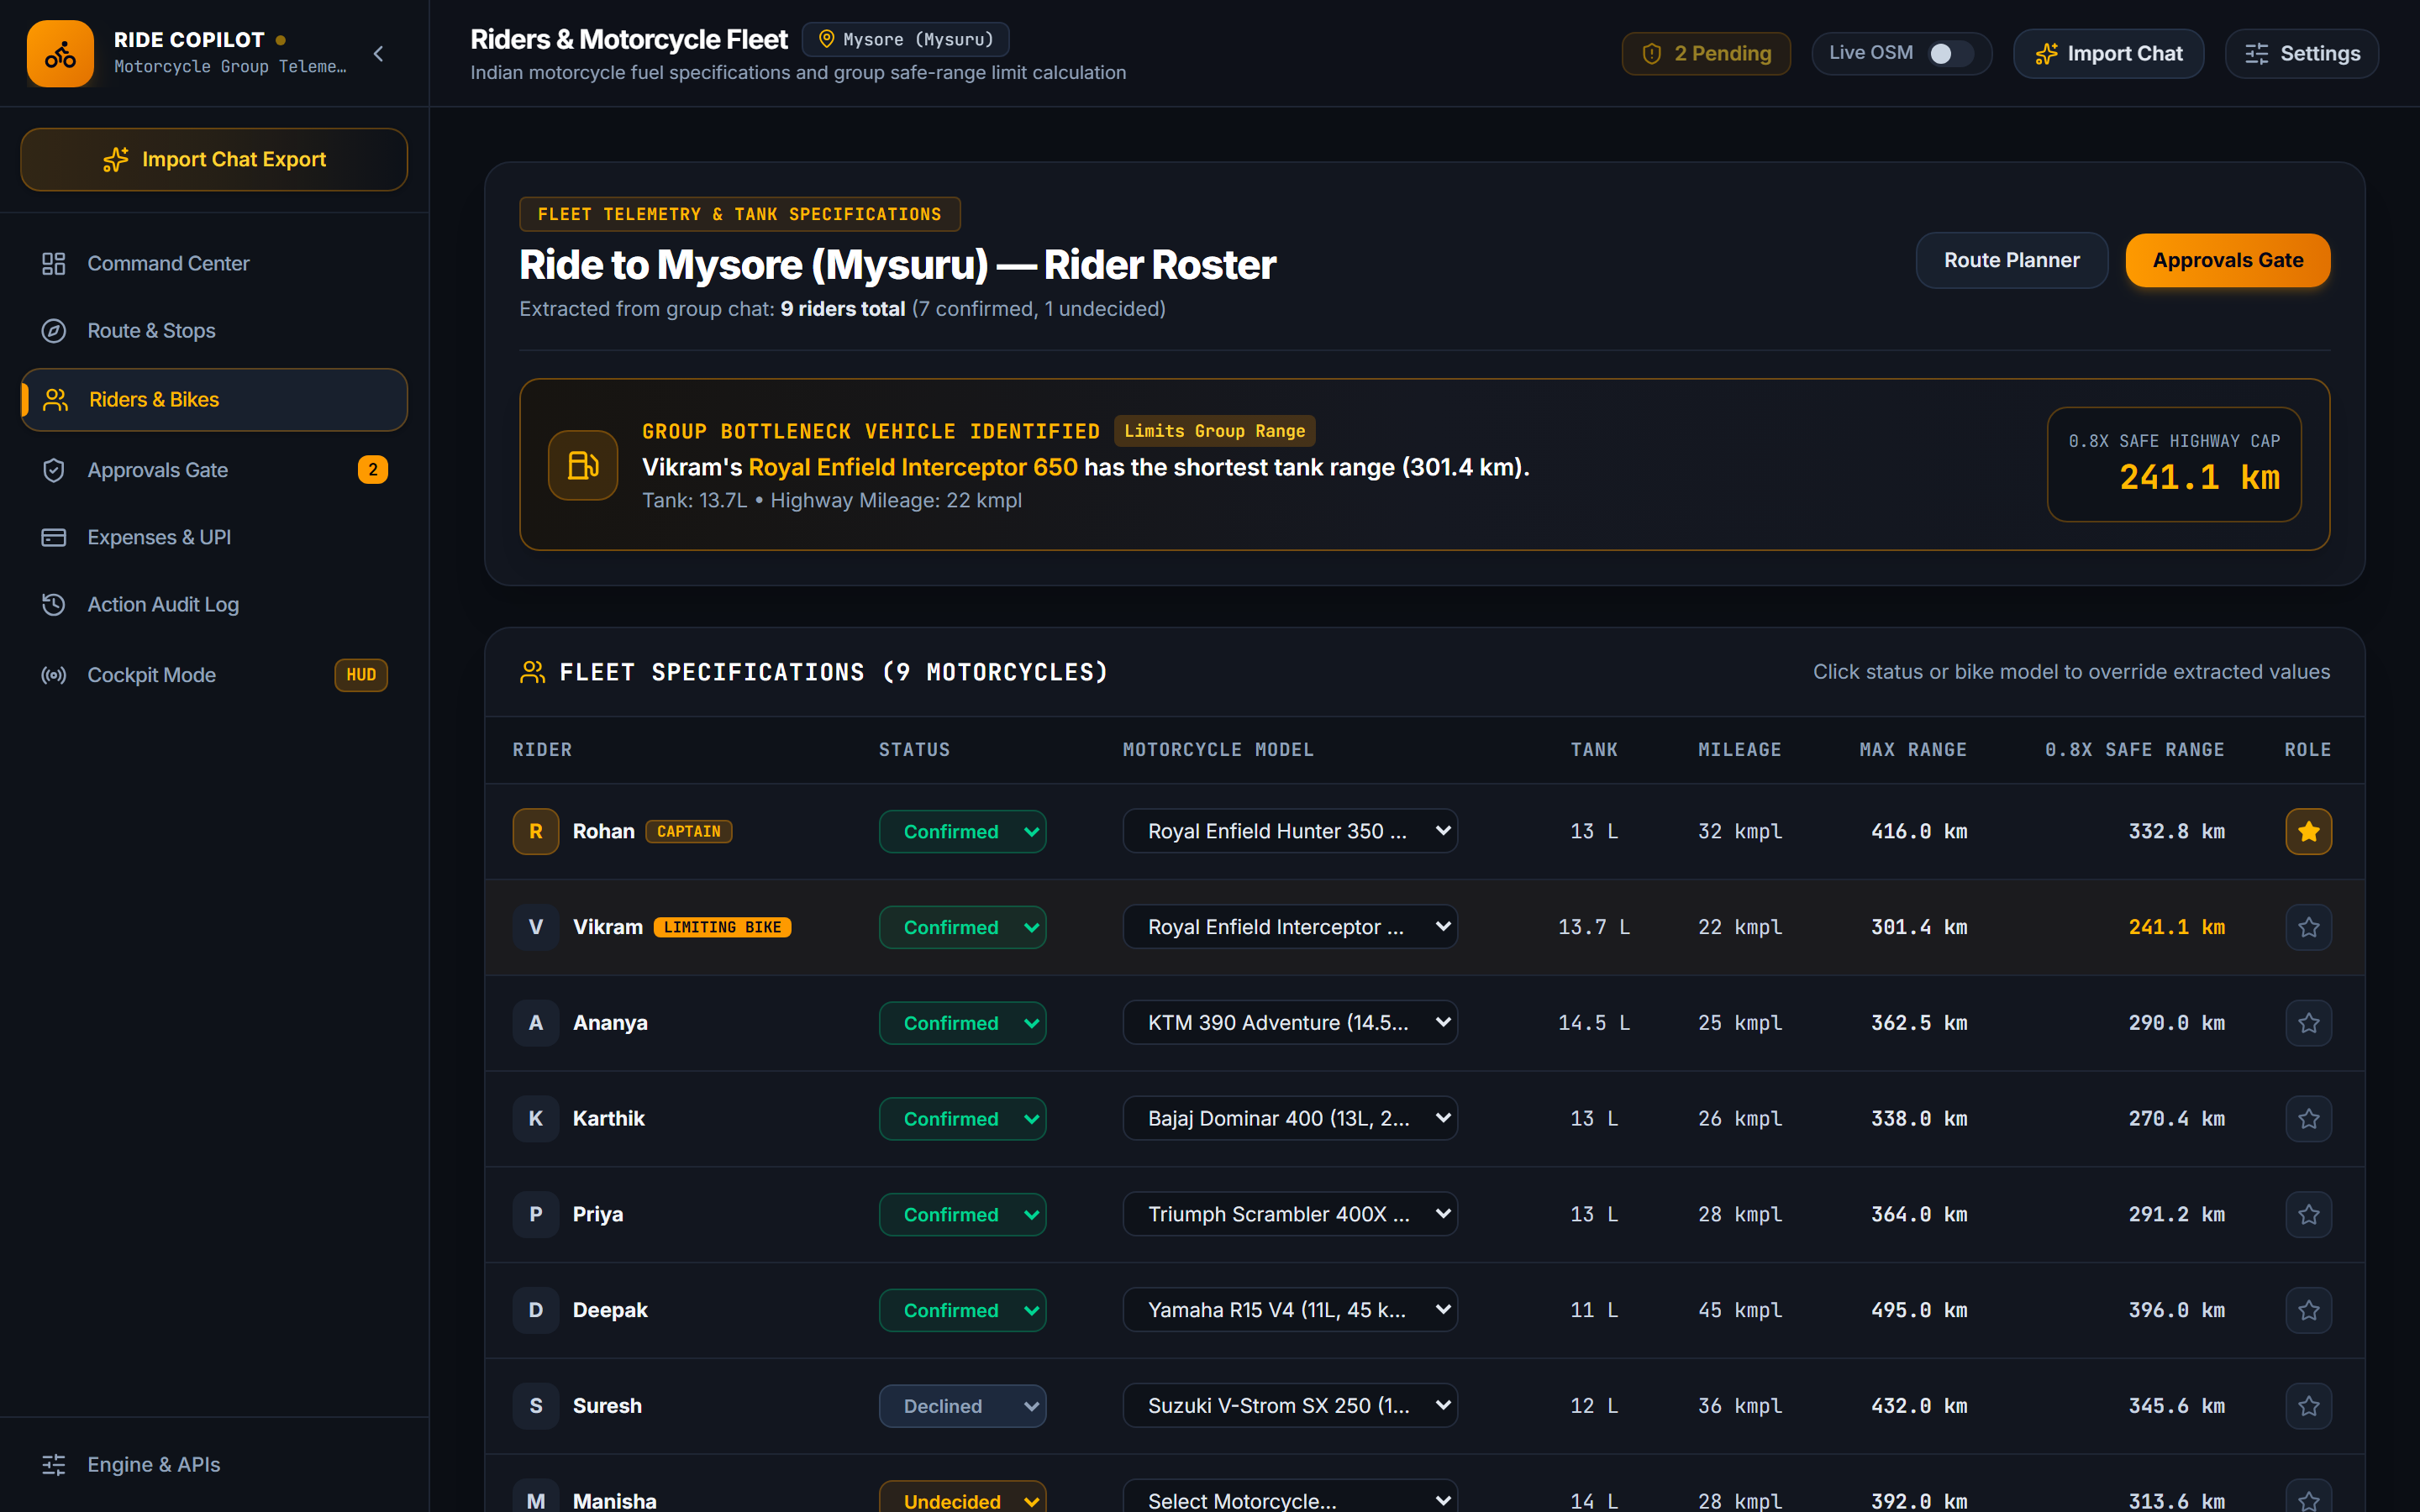 RIDE COPILOT
Motorcycle Group Teleme...
Import Chat Export
Command Center
Route & Stops
Riders & Bikes
Approvals Gate 2
Expenses & UPI
Action Audit Log
Cockpit Mode HUD
Engine & APIs
Riders & Motorcycle Fleet Mysore (Mysuru)
Indian motorcycle fuel specifications and group safe-range limit calculation
2 Pending Live OSM Import Chat Settings
FLEET TELEMETRY & TANK SPECIFICATIONS
Ride to Mysore (Mysuru) — Rider Roster
Extracted from group chat: 9 riders total (7 confirmed, 1 undecided)
Route Planner Approvals Gate
GROUP BOTTLENECK VEHICLE IDENTIFIED Limits Group Range
Vikram's Royal Enfield Interceptor 650 has the shortest tank range (301.4 km).
Tank: 13.7L • Highway Mileage: 22 kmpl
0.8X SAFE HIGHWAY CAP
241.1 km
FLEET SPECIFICATIONS (9 MOTORCYCLES) Click status or bike model to override extracted values
RIDER STATUS MOTORCYCLE MODEL TANK MILEAGE MAX RANGE 0.8X SAFE RANGE ROLE
R Rohan CAPTAIN Confirmed Royal Enfield Hunter 350 ... 13 L 32 kmpl 416.0 km 332.8 km
V Vikram LIMITING BIKE Confirmed Royal Enfield Interceptor ... 13.7 L 22 kmpl 301.4 km 241.1 km
A Ananya Confirmed KTM 390 Adventure (14.5... 14.5 L 25 kmpl 362.5 km 290.0 km
K Karthik Confirmed Bajaj Dominar 400 (13L, 2... 13 L 26 kmpl 338.0 km 270.4 km
P Priya Confirmed Triumph Scrambler 400X ... 13 L 28 kmpl 364.0 km 291.2 km
D Deepak Confirmed Yamaha R15 V4 (11L, 45 k... 11 L 45 kmpl 495.0 km 396.0 km
S Suresh Declined Suzuki V-Strom SX 250 (1... 12 L 36 kmpl 432.0 km 345.6 km
M Manisha Undecided Select Motorcycle... 14 L 28 kmpl 392.0 km 313.6 km